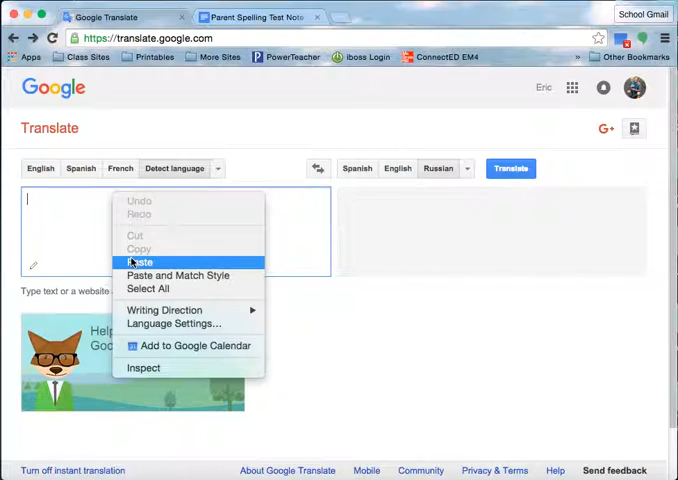 Google Translate
Parent Spelling Test Note
School Gmail
https://translate.google.com
Apps
Class Sites
Printables
More Sites
PowerTeacher
iboss Login
ConnectED EM4
»
Other Bookmarks
Google
Eric
Translate
G+
English Spanish French Detect language
Spanish English Russian
Translate
Undo
Redo
Cut
Copy
Paste
Paste and Match Style
Type text or a website
Select All
Writing Direction
Language Settings...
Help
Goo
Add to Google Calendar
Inspect
Turn off instant translation
About Google Translate
Mobile
Community
Privacy & Terms
Help
Send feedback